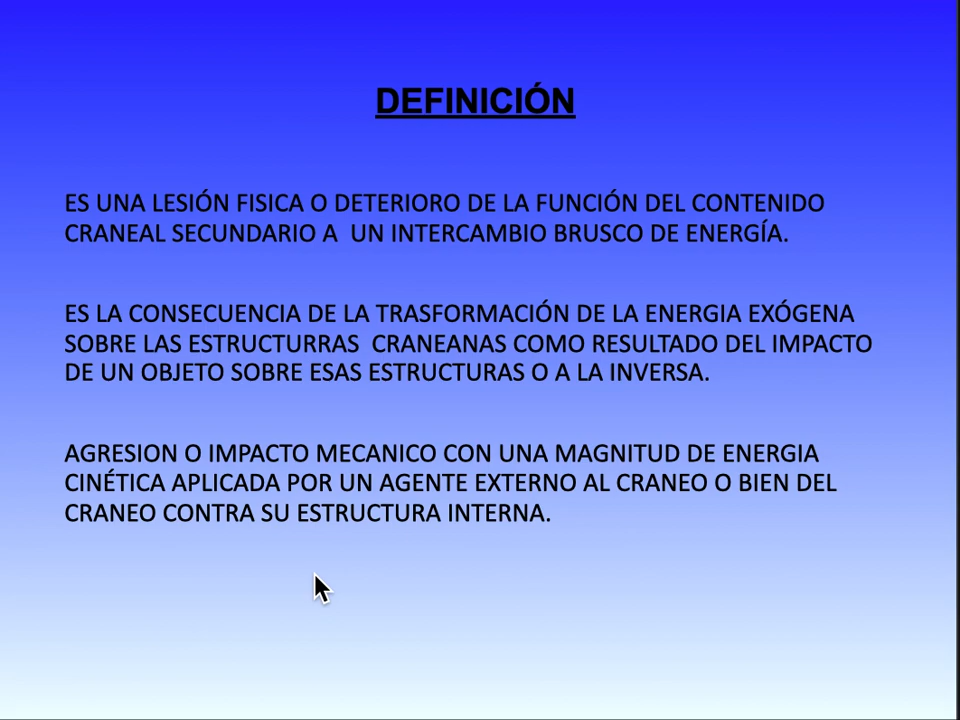 DEFINICIÓN
ES UNA LESIÓN FISICA O DETERIORO DE LA FUNCIÓN DEL CONTENIDO
CRANEAL SECUNDARIO A  UN INTERCAMBIO BRUSCO DE ENERGÍA.
ES LA CONSECUENCIA DE LA TRASFORMACIÓN DE LA ENERGIA EXÓGENA
SOBRE LAS ESTRUCTURRAS  CRANEANAS COMO RESULTADO DEL IMPACTO
DE UN OBJETO SOBRE ESAS ESTRUCTURAS O A LA INVERSA.
AGRESION O IMPACTO MECANICO CON UNA MAGNITUD DE ENERGIA
CINÉTICA APLICADA POR UN AGENTE EXTERNO AL CRANEO O BIEN DEL
CRANEO CONTRA SU ESTRUCTURA INTERNA.